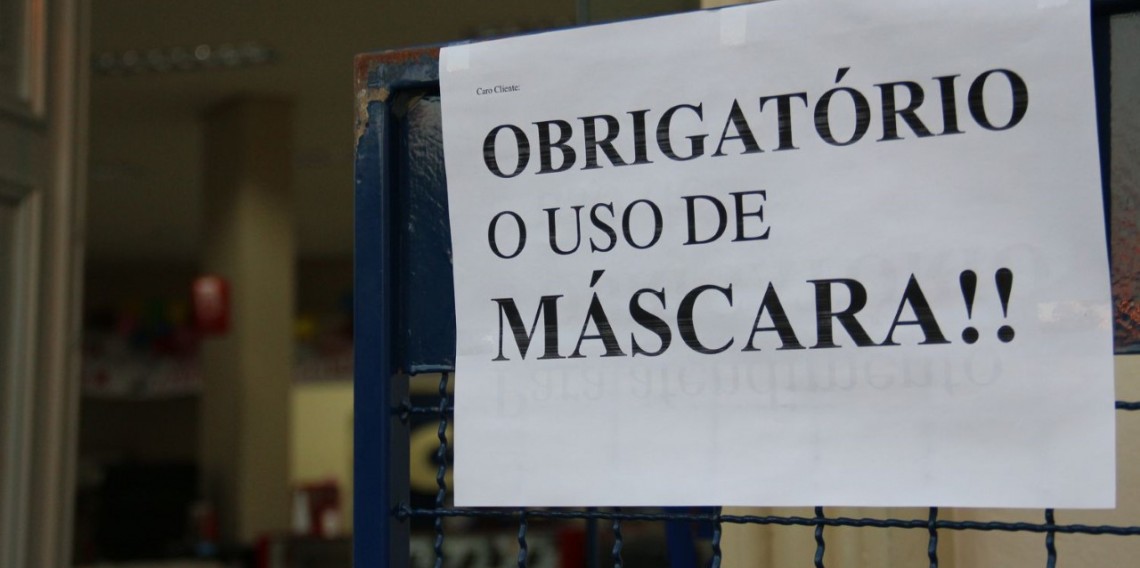 Caro Cliente:
OBRIGATÓRIO
O USO DE
MÁSCARA!!